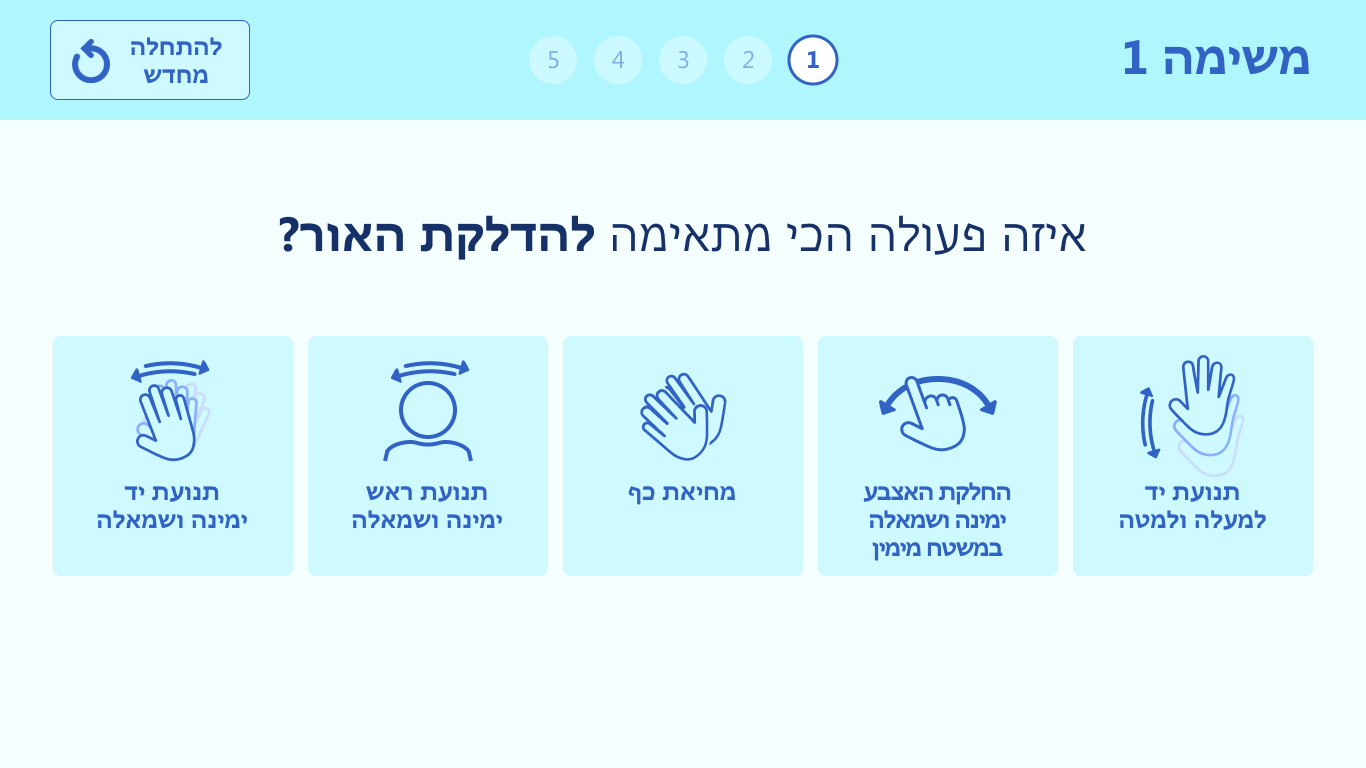 משימה 1
1
2
3
4
5
להתחלה
מחדש
איזה פעולה הכי מתאימה להדלקת האור?
תנועת יד
למעלה ולמטה
החלקת האצבע
ימינה ושמאלה
במשטח מימין
מחיאת כף
תנועת ראש
ימינה ושמאלה
תנועת יד
ימינה ושמאלה